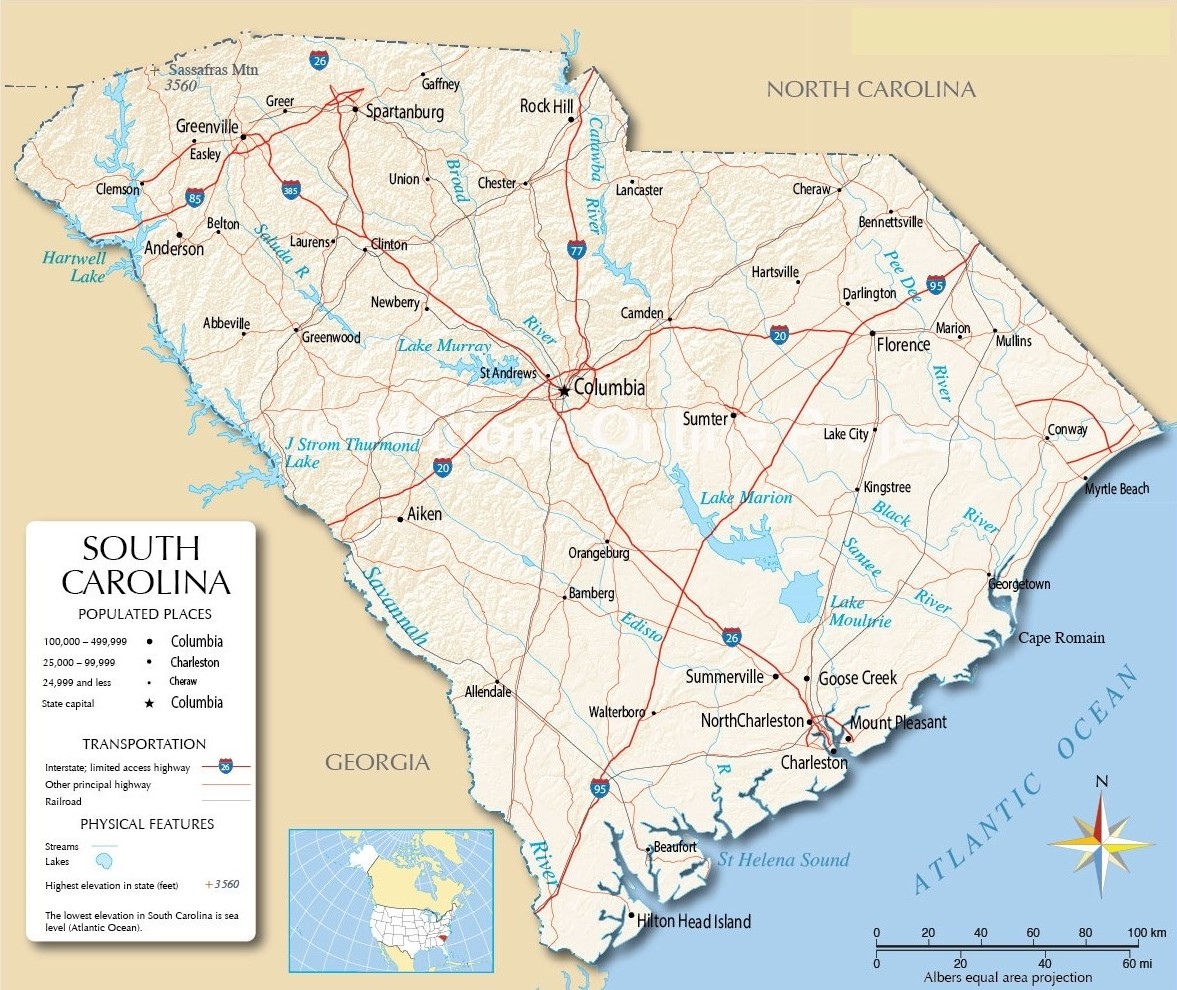 26
Sassafras Mtn
3560
Gaffney
NORTH CAROLINA
Greer
Spartanburg
Rock Hill
Greenville
Easley
Catawba
River
Clemson
85
385
Union
Broad
River
Chester
Lancaster
Cheraw
Belton
Anderson
Saluda R
Laurens
Clinton
77
Bennettsville
Hartwell
Lake
Pee Dee
River
Hartsville
95
Darlington
Newberry
Camden
Abbeville
Greenwood
20
Marion
Mullins
Florence
Lake Murray
St Andrews
Columbia
Sumter
Lake City
Conway
J Strom Thurmond
Lake
20
Lake Marion
Kingstree
Myrtle Beach
Aiken
Black
River
Orangeburg
Santee
River
Savannah
River
Bamberg
Georgetown
Lake
Moultrie
Edisto
R
26
Cape Romain
Summerville
Goose Creek
Allendale
Walterboro
NorthCharleston
Mount Pleasant
Charleston
GEORGIA
95
Beaufort
St Helena Sound
ATLANTIC OCEAN
Hilton Head Island
SOUTH
CAROLINA
POPULATED PLACES
100,000 – 499,999 Columbia
25,000 – 99,999 Charleston
24,999 and less Cheraw
State capital Columbia
TRANSPORTATION
Interstate; limited access highway 26
Other principal highway
Railroad
PHYSICAL FEATURES
Streams
Lakes
Highest elevation in state (feet) +3560
The lowest elevation in South Carolina is sea
level (Atlantic Ocean).
N
0 20 40 60 80 100 km
0 20 40 60 mi
Albers equal area projection